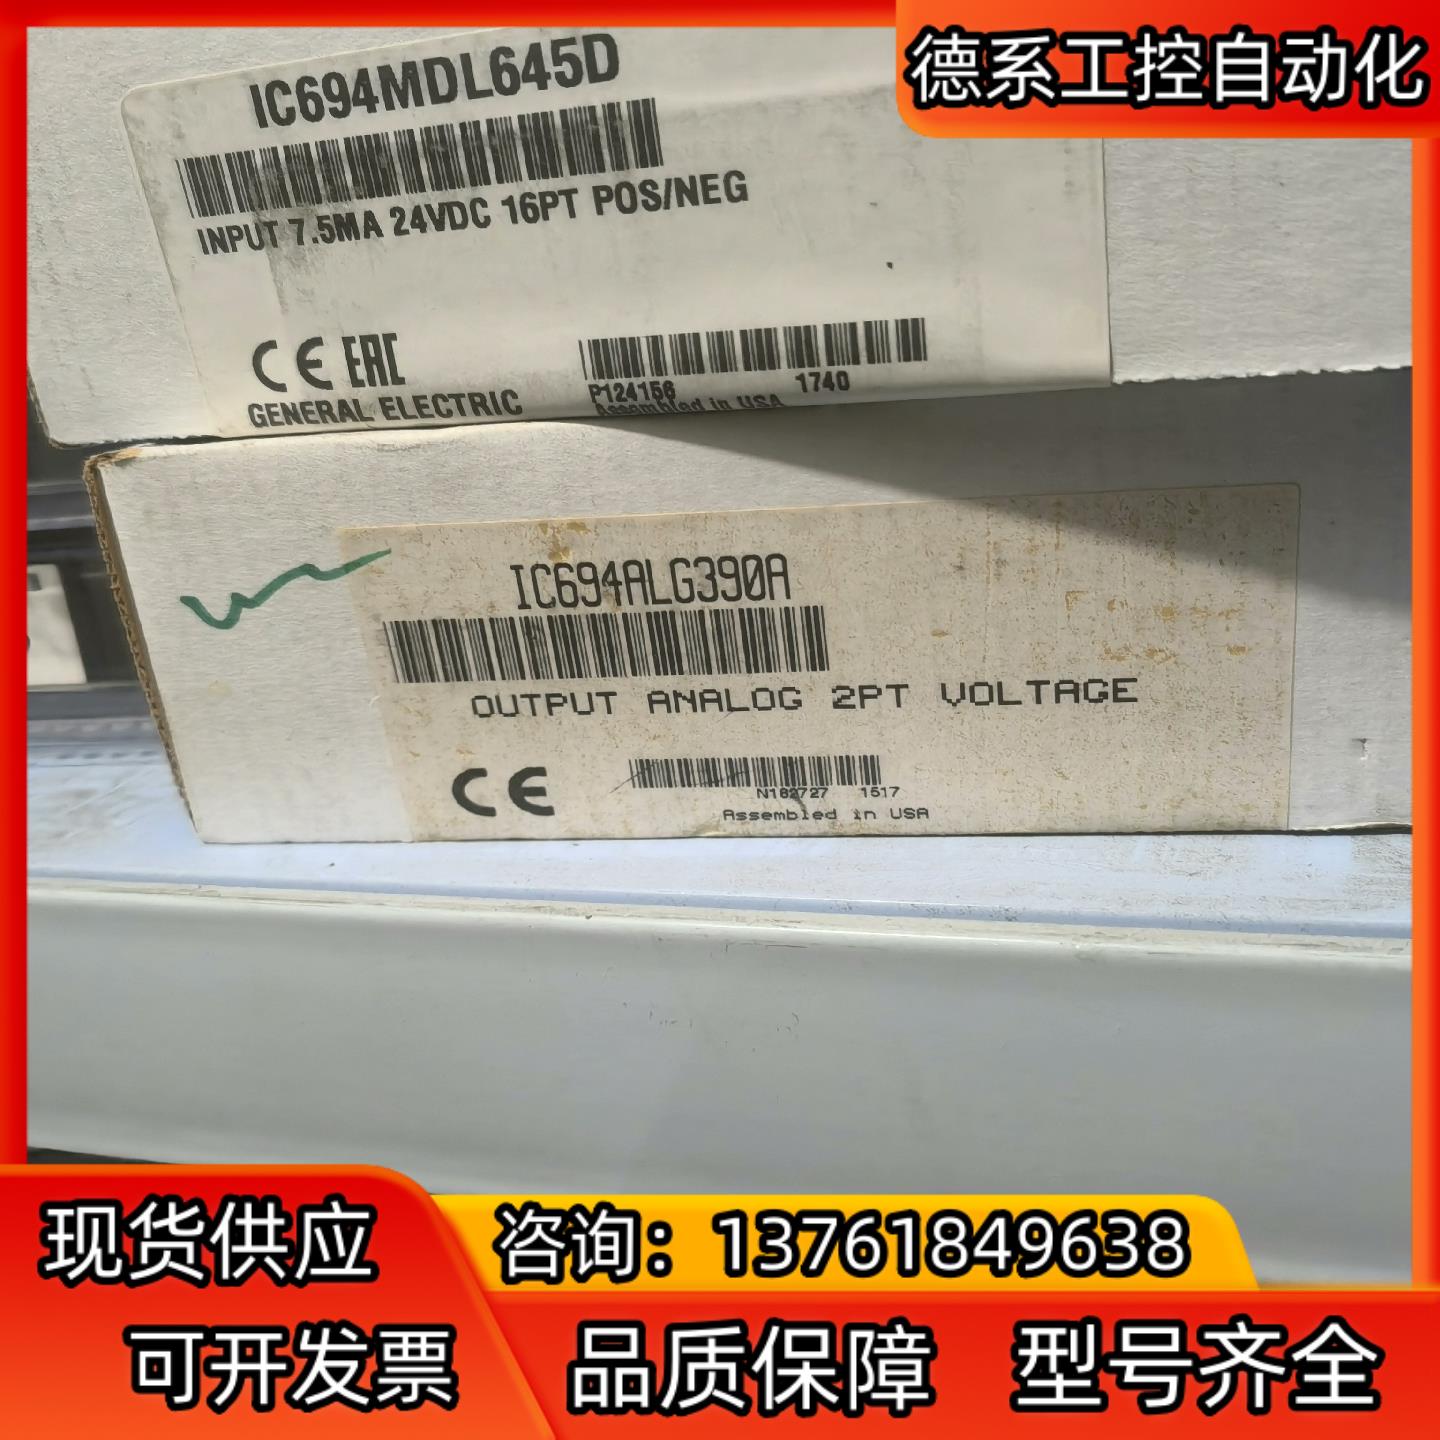 德系工控自动化
IC694MDL645D
INPUT 7.5MA 24VDC 16PT POS/NEG
CE EAC
GENERAL ELECTRIC
P124156 1740
Assembled in USA
IC694ALG390A
OUTPUT ANALOG 2PT VOLTAGE
CE
N182727 1517
Assembled in USA
现货供应
咨询：13761849638
可开发票
品质保障 型号齐全